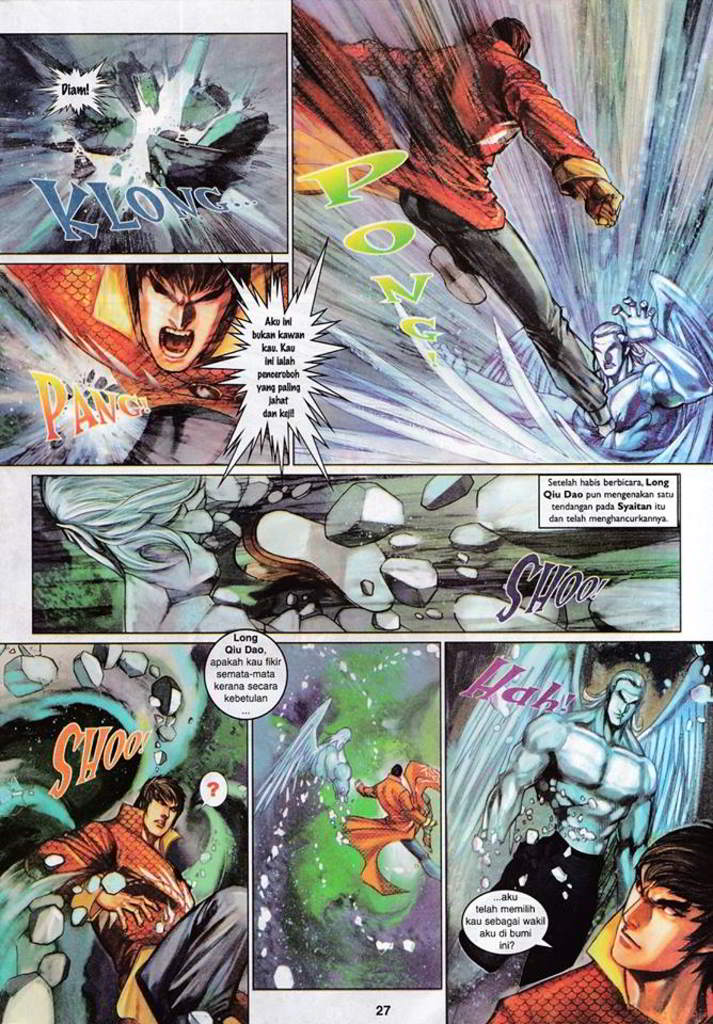 Diam!
KLONG...
PONG!
Aku ini
bukan kawan
kau. Kau
ini ialah
penceroboh
yang paling
jahat
dan keji!
PANG!
Setelah habis berbicara, Long
Qiu Dao pun mengenakan satu
tendangan pada Syaitan itu
dan telah menghancurkannya.
SHOO!
Long
Qiu Dao,
apakah kau fikir
semata-mata
kerana secara
kebetulan
...
SHOO!
?
Hah!
...aku
telah memilih
kau sebagai wakil
aku di bumi
ini?
27